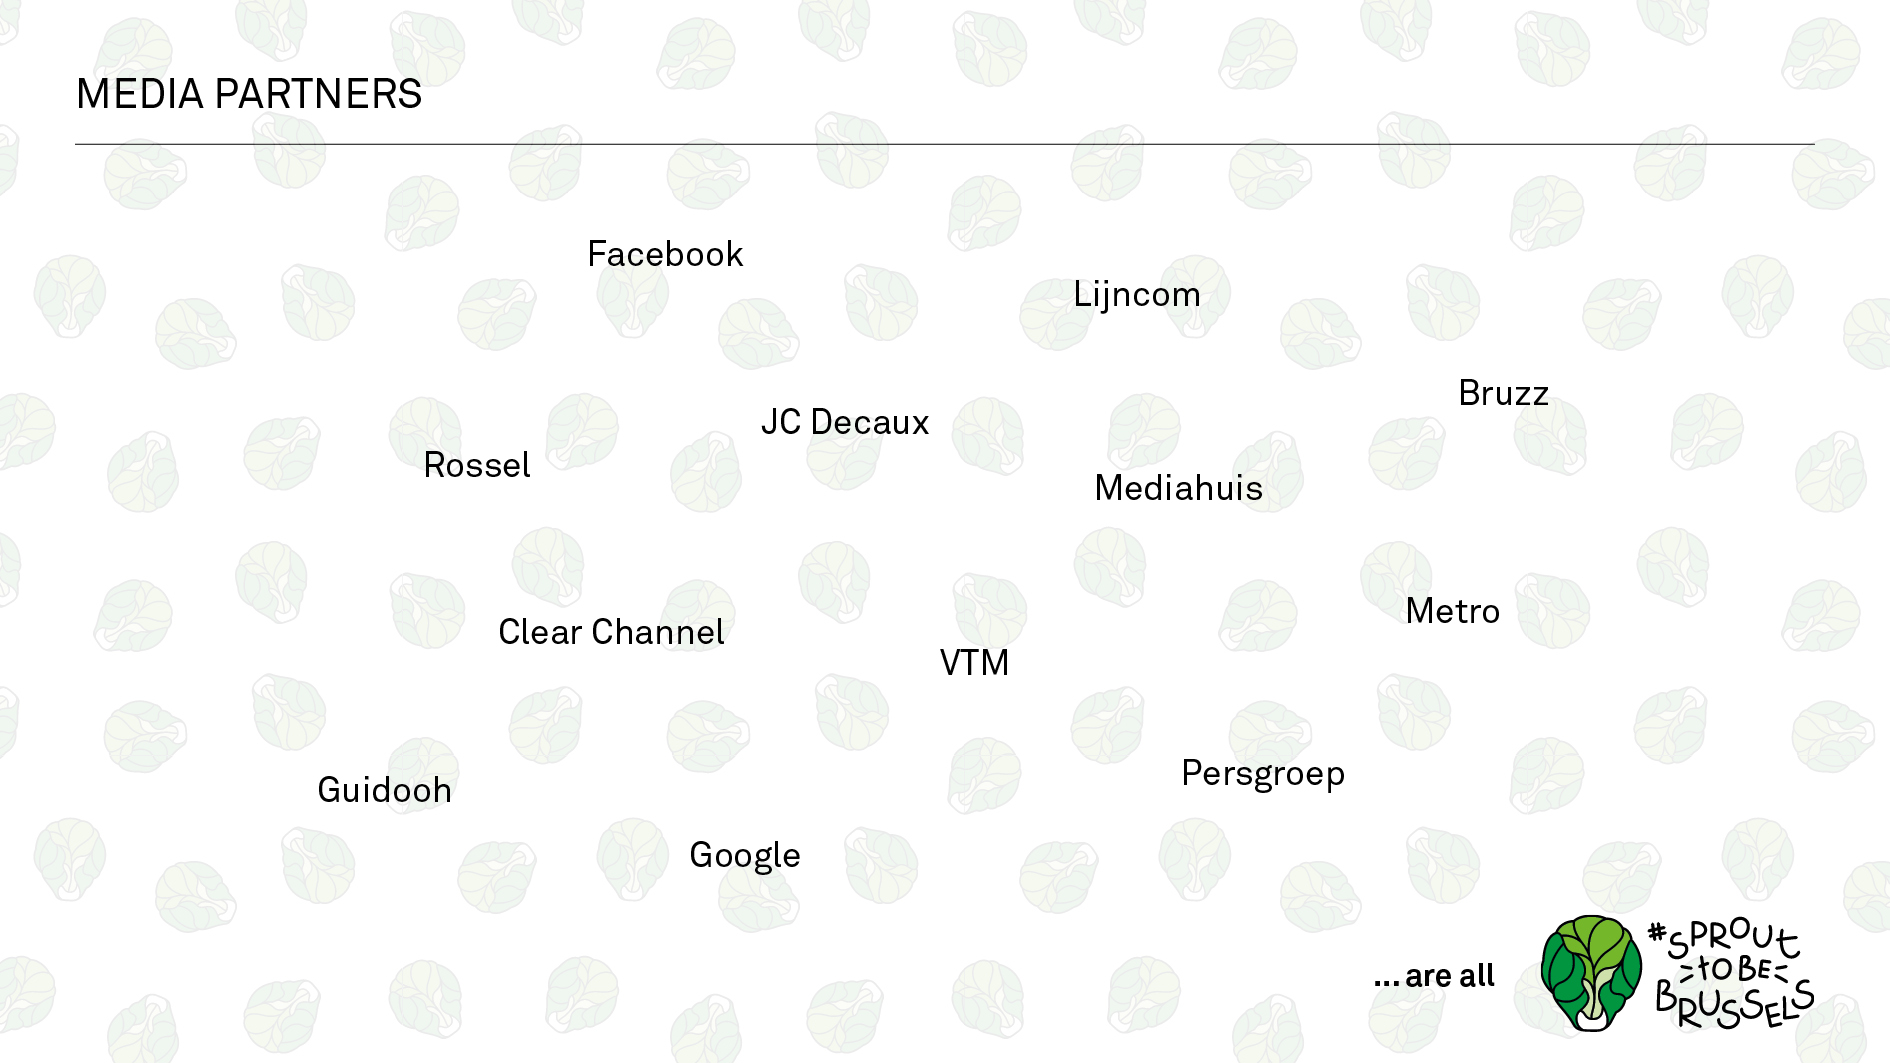 MEDIA PARTNERS
Facebook
Lijncom
Bruzz
JC Decaux
Rossel
Mediahuis
Metro
Clear Channel
VTM
Persgroep
Guidooh
Google
... are all
#SPROUT
TO BE
BRUSSELS